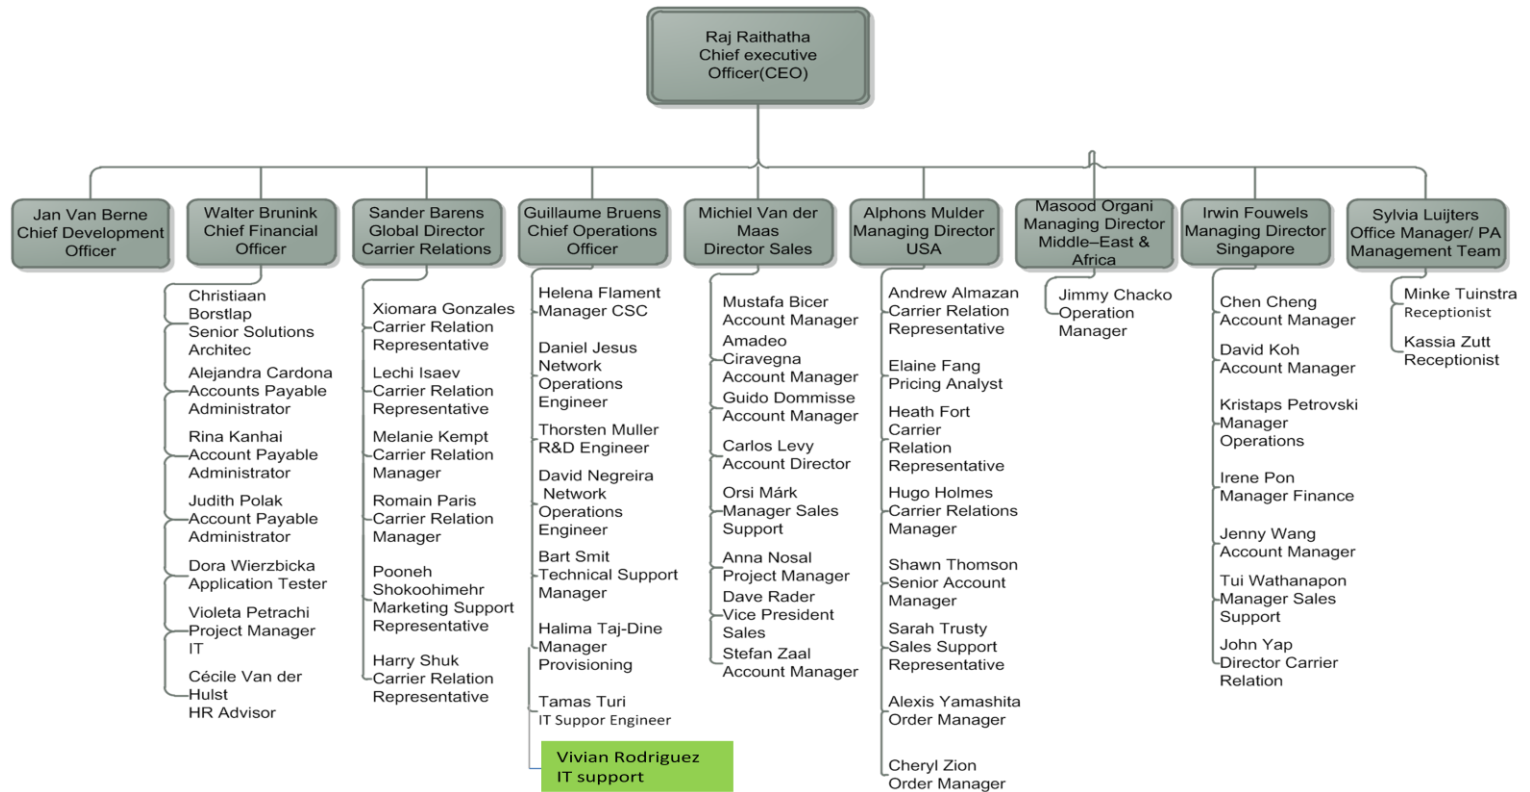 Raj Raithatha
Chief executive
Officer(CEO)
Jan Van Berne
Chief Development
Officer
Walter Brunink
Chief Financial
Officer
Christiaan
Borstlap
Senior Solutions
Architec
Alejandra Cardona
Accounts Payable
Administrator
Rina Kanhai
Account Payable
Administrator
Judith Polak
Account Payable
Administrator
Dora Wierzbicka
Application Tester
Violeta Petrachi
Project Manager
IT
Cécile Van der
Hulst
HR Advisor
Sander Barens
Global Director
Carrier Relations
Xiomara Gonzales
Carrier Relation
Representative
Lechi Isaev
Carrier Relation
Representative
Melanie Kempt
Carrier Relation
Manager
Romain Paris
Carrier Relation
Manager
Pooneh
Shokoohimehr
Marketing Support
Representative
Harry Shuk
Carrier Relation
Representative
Guillaume Bruens
Chief Operations
Officer
Helena Flament
Manager CSC
Daniel Jesus
Network
Operations
Engineer
Thorsten Muller
R&D Engineer
David Negreira
Network
Operations
Engineer
Bart Smit
Technical Support
Manager
Halima Taj-Dine
Manager
Provisioning
Tamas Turi
IT Suppor Engineer
Vivian Rodriguez
IT support
Michiel Van der
Maas
Director Sales
Mustafa Bicer
Account Manager
Amadeo
Ciravegna
Account Manager
Guido Dommisse
Account Manager
Carlos Levy
Account Director
Orsi Márk
Manager Sales
Support
Anna Nosal
Project Manager
Dave Rader
Vice President
Sales
Stefan Zaal
Account Manager
Alphons Mulder
Managing Director
USA
Andrew Almazan
Carrier Relation
Representative
Elaine Fang
Pricing Analyst
Heath Fort
Carrier
Relation
Representative
Hugo Holmes
Carrier Relations
Manager
Shawn Thomson
Senior Account
Manager
Sarah Trusty
Sales Support
Representative
Alexis Yamashita
Order Manager
Cheryl Zion
Order Manager
Masood Organi
Managing Director
Middle–East &
Africa
Jimmy Chacko
Operation
Manager
Irwin Fouwels
Managing Director
Singapore
Chen Cheng
Account Manager
David Koh
Account Manager
Kristaps Petrovski
Manager
Operations
Irene Pon
Manager Finance
Jenny Wang
Account Manager
Tui Wathanapon
Manager Sales
Support
John Yap
Director Carrier
Relation
Sylvia Luijters
Office Manager/ PA
Management Team
Minke Tuinstra
Receptionist
Kassia Zutt
Receptionist